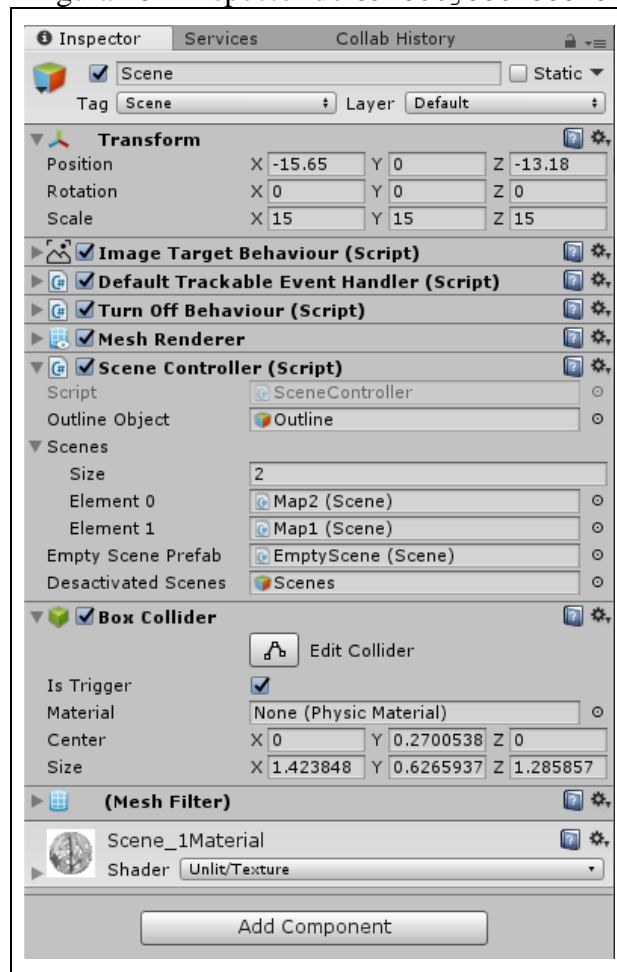 Inspector Services Collab History
Scene Static
Tag Scene Layer Default
Transform
Position X -15.65 Y 0 Z -13.18
Rotation X 0 Y 0 Z 0
Scale X 15 Y 15 Z 15
Image Target Behaviour (Script)
Default Trackable Event Handler (Script)
Turn Off Behaviour (Script)
Mesh Renderer
Scene Controller (Script)
Script SceneController
Outline Object Outline
Scenes
Size 2
Element 0 Map2 (Scene)
Element 1 Map1 (Scene)
Empty Scene Prefab EmptyScene (Scene)
Desactivated Scenes Scenes
Box Collider
Edit Collider
Is Trigger
Material None (Physic Material)
Center X 0 Y 0.2700538 Z 0
Size X 1.423848 Y 0.6265937 Z 1.285857
(Mesh Filter)
Scene_1Material
Shader Unlit/Texture
Add Component